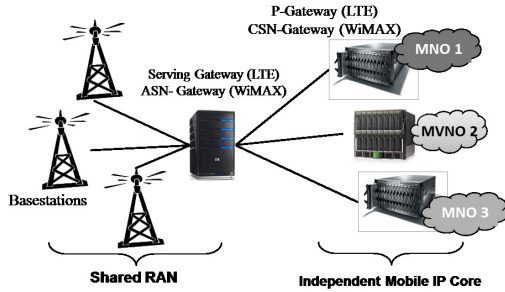 P-Gateway (LTE)
CSN-Gateway (WiMAX)
MNO 1
Serving Gateway (LTE)
ASN- Gateway (WiMAX)
MVNO 2
Basestations
MNO 3
Shared RAN
Independent Mobile IP Core